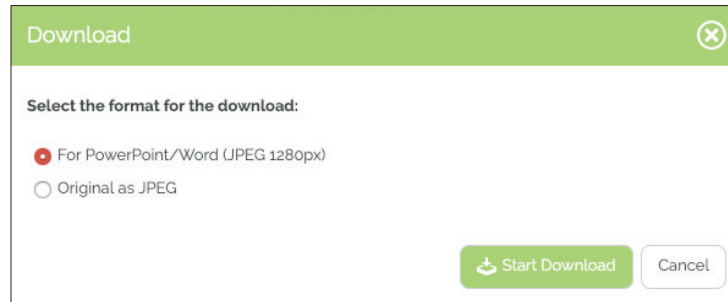 Download
Select the format for the download:
For PowerPoint/Word (JPEG 1280px)
Original as JPEG
Start Download
Cancel